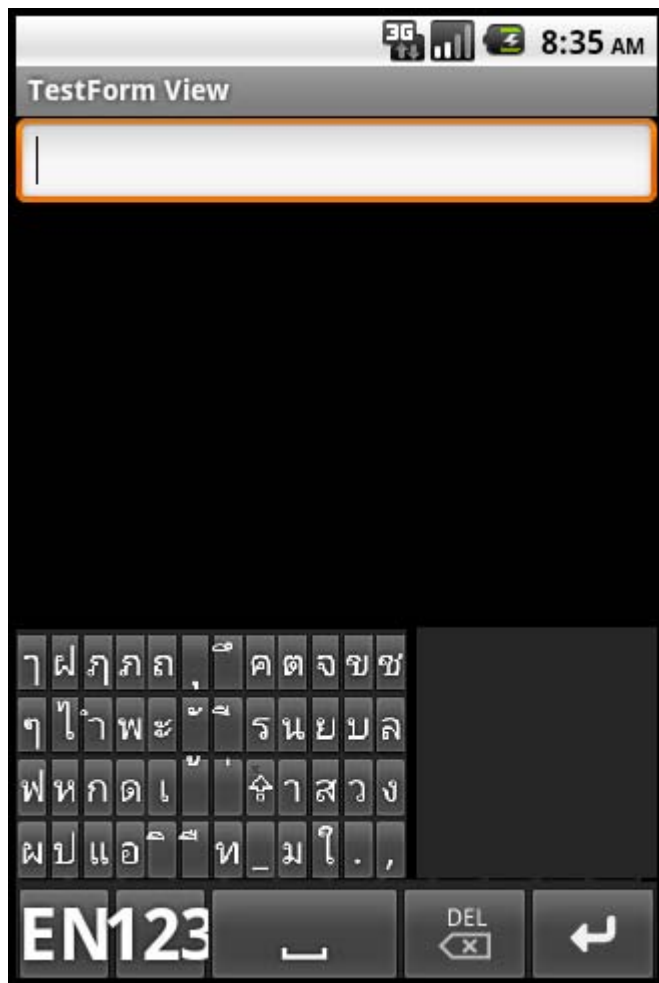 3G 8:35 AM
TestForm View
ๅ ฝ ฦ ภ ถ ุ ึ ค ต จ ข ช
ๆ ไ ำ พ ะ ั ี ร น ย บ ล
ฟ ห ก ด เ ้ ่ า ส ว ง
ผ ป แ อ ิ ื ท _ ม ใ . ,
EN 123 DEL